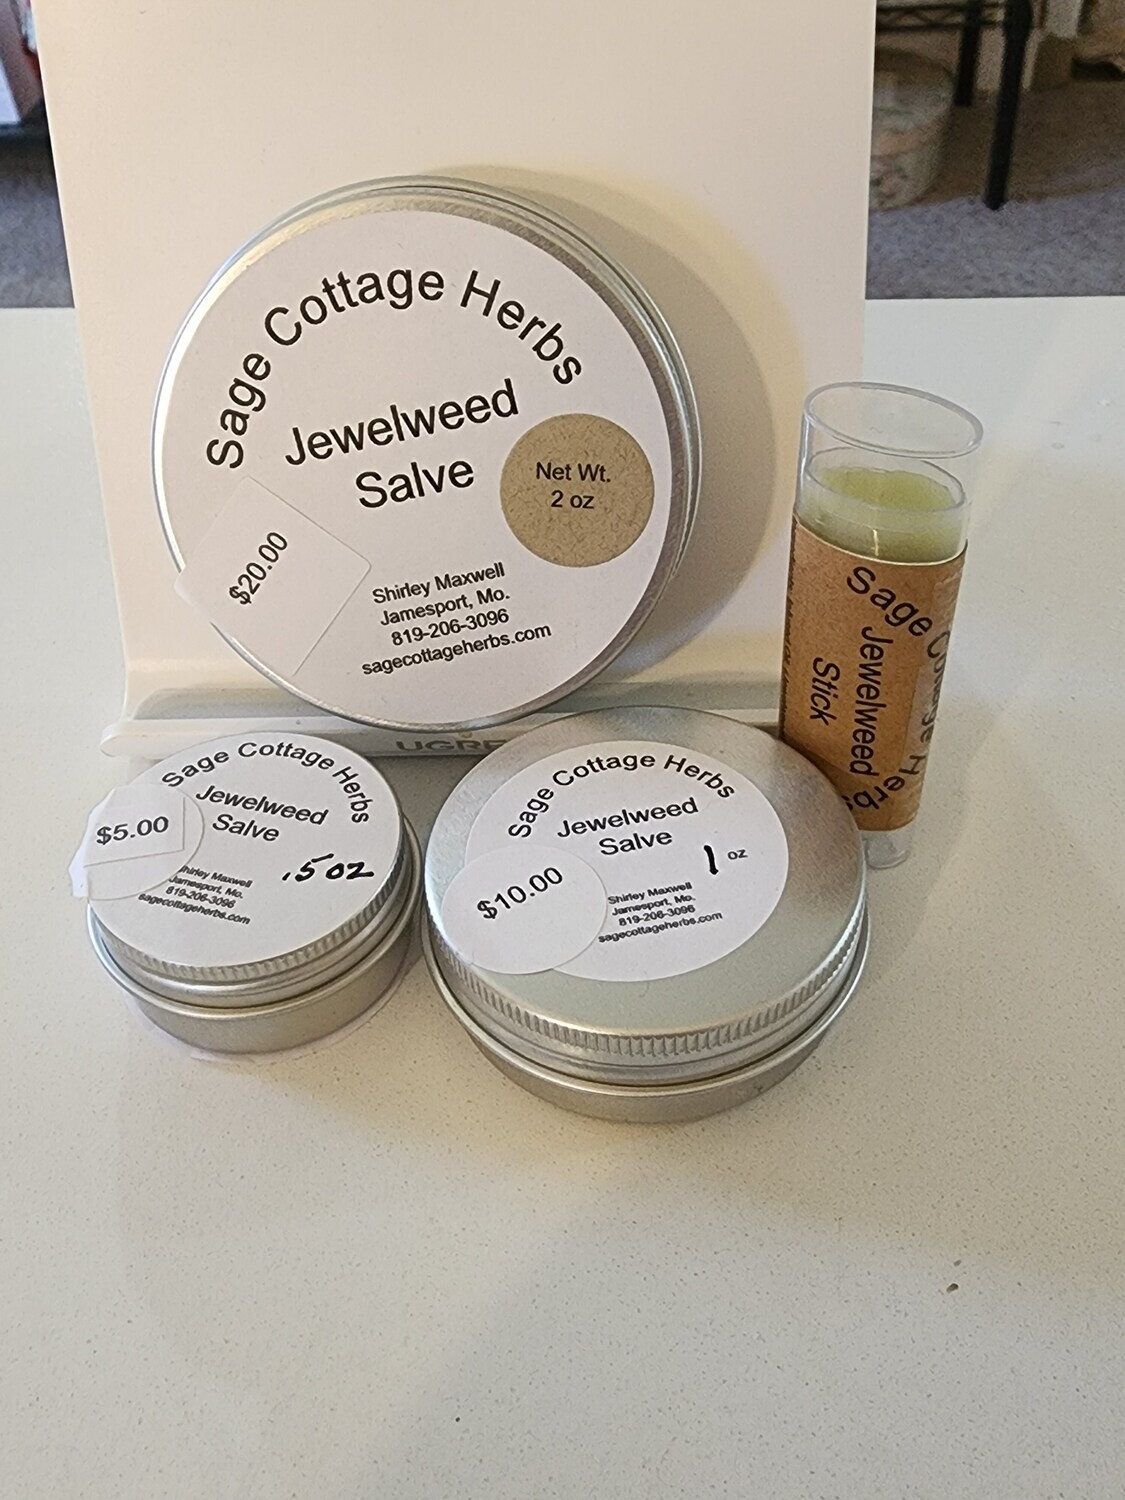 Sage Cottage Herbs
Jewelweed
Salve
Net Wt.
2 oz
$20.00
Shirley Maxwell
Jamesport, Mo.
819-206-3096
sagecottageherbs.com
UGRE
Sage Cottage Herbs
Jewelweed
Stick
Sage Cottage Herbs
Jewelweed
Salve
$5.00
.5 oz
Shirley Maxwell
Jamesport, Mo.
819-206-3096
sagecottageherbs.com
Sage Cottage Herbs
Jewelweed
Salve
1 oz
$10.00
Shirley Maxwell
Jamesport, Mo.
819-206-3096
sagecottageherbs.com